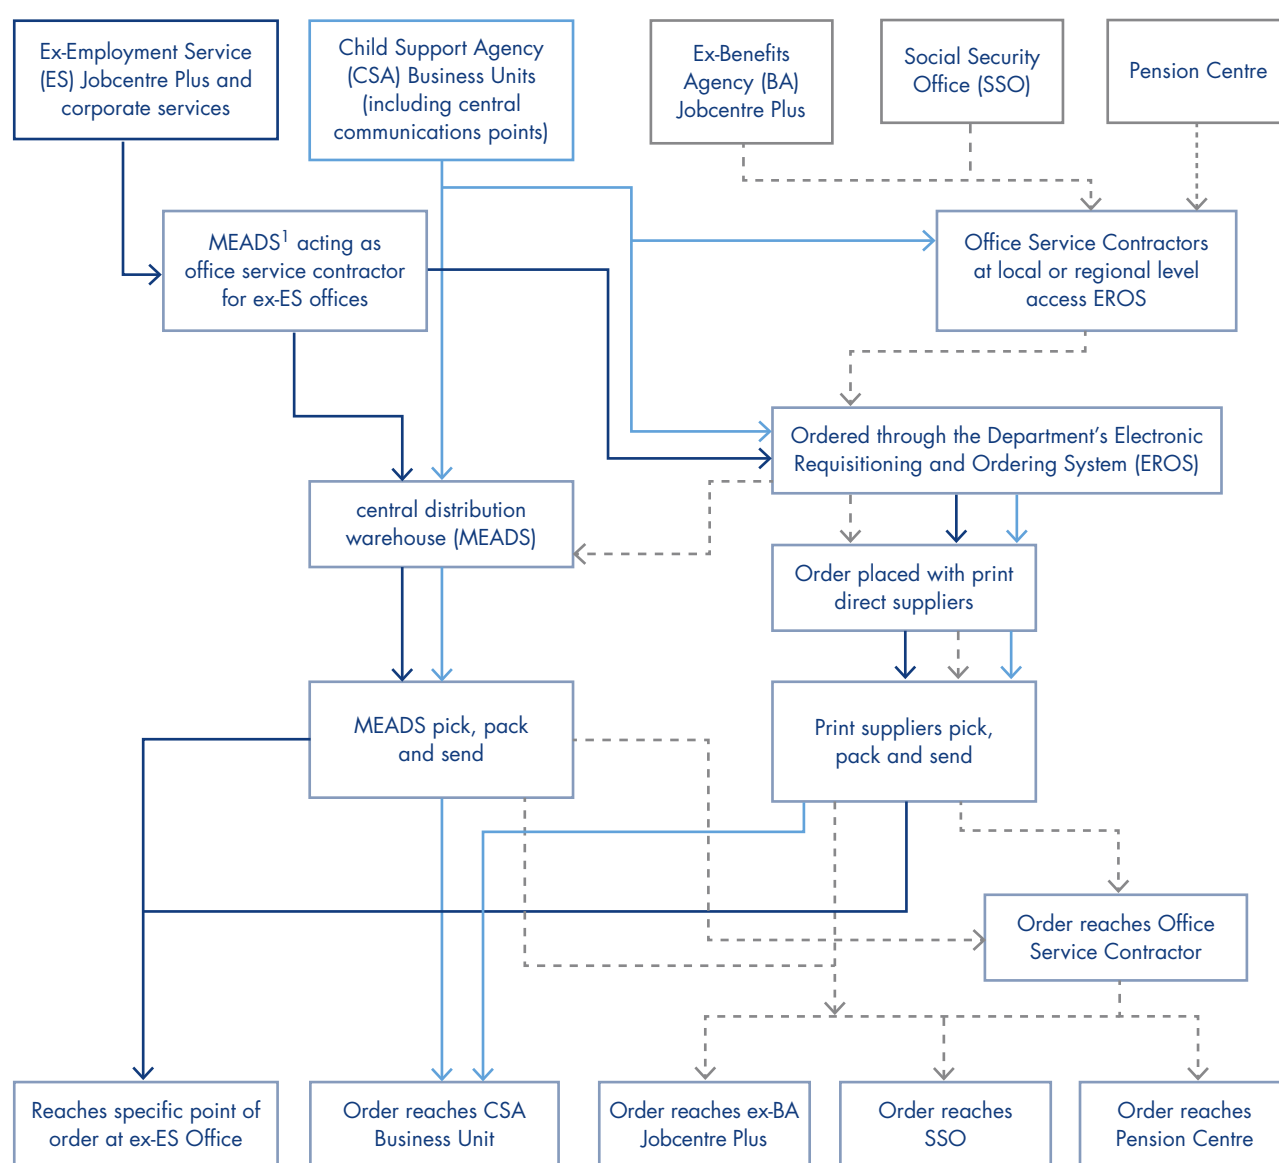 Ex-Employment Service
(ES) Jobcentre Plus and
corporate services
Child Support Agency
(CSA) Business Units
(including central
communications points)
Ex-Benefits
Agency (BA)
Jobcentre Plus
Social Security
Office (SSO)
Pension Centre
MEADS¹ acting as
office service contractor
for ex-ES offices
Office Service Contractors
at local or regional level
access EROS
Ordered through the Department’s Electronic
Requisitioning and Ordering System (EROS)
central distribution
warehouse (MEADS)
Order placed with print
direct suppliers
MEADS pick, pack
and send
Print suppliers pick,
pack and send
Order reaches Office
Service Contractor
Reaches specific point of
order at ex-ES Office
Order reaches CSA
Business Unit
Order reaches ex-BA
Jobcentre Plus
Order reaches
SSO
Order reaches
Pension Centre